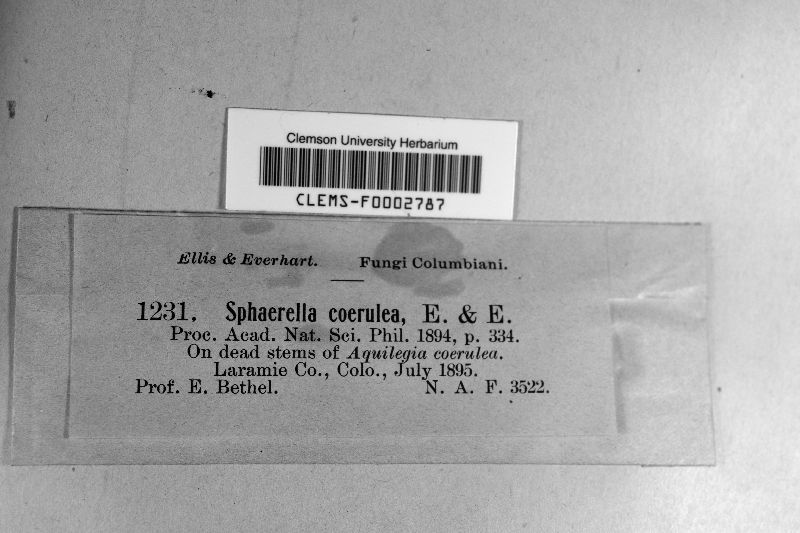 Clemson University Herbarium
CLEMS-F0002787
Ellis & Everhart. Fungi Columbiani.
1231. Sphaerella coerulea, E. & E.
Proc. Acad. Nat. Sci. Phil. 1894, p. 334.
On dead stems of Aquilegia coerulea.
Laramie Co., Colo., July 1895.
Prof. E. Bethel. N. A. F. 3522.